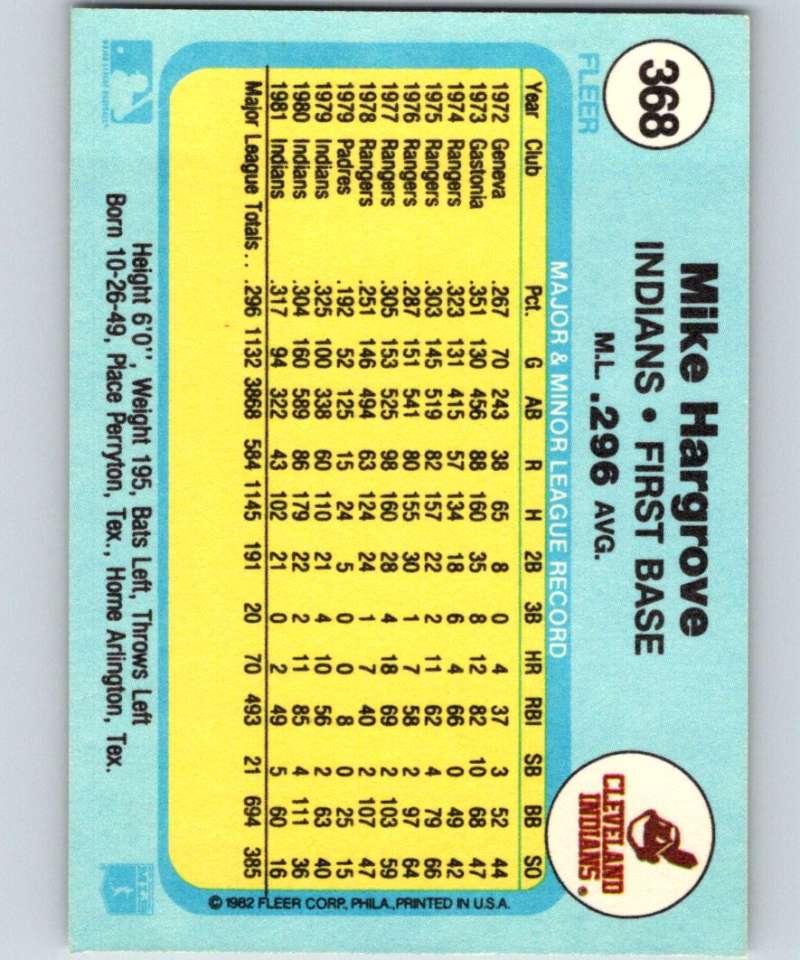 368
FLEER
Mike Hargrove
INDIANS • FIRST BASE
M.L. .296 AVG.
CLEVELAND
INDIANS®
MAJOR & MINOR LEAGUE RECORD
Year Club Pct. G AB R H 2B 3B HR RBI SB BB SO
1972 Geneva .267 70 243 38 65 8 0 4 37 3 52 44
1973 Gastonia .351 130 456 88 160 35 8 12 82 10 68 47
1974 Rangers .323 131 415 57 134 18 6 4 66 0 49 42
1975 Rangers .303 145 519 82 157 22 2 11 62 4 79 66
1976 Rangers .287 151 541 80 155 30 1 7 58 2 97 64
1977 Rangers .305 153 525 98 160 28 4 18 69 2 103 59
1978 Rangers .251 146 494 63 124 24 1 7 40 2 107 47
1979 Padres .192 52 125 15 24 5 0 0 8 0 25 15
1979 Indians .325 100 338 60 110 21 4 10 56 2 63 40
1980 Indians .304 160 589 86 179 22 2 11 85 4 111 36
1981 Indians .317 94 322 43 102 21 0 2 49 5 60 16
Major League Totals . . .296 1132 3868 584 1145 191 20 70 493 21 694 385
© 1982 FLEER CORP., PHILA., PRINTED IN U.S.A.
Height 6'0", Weight 195, Bats Left, Throws Left
Born 10-26-49, Place Perryton, Tex., Home Arlington, Tex.